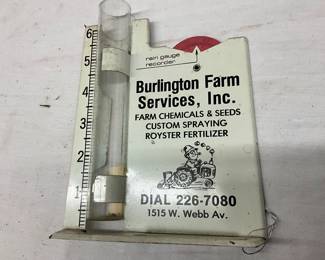 6
5
4
3
2
1
rain gauge
recorder
Burlington Farm
Services, Inc.
FARM CHEMICALS & SEEDS
CUSTOM SPRAYING
ROYSTER FERTILIZER
DIAL 226-7080
1515 W. Webb Av.